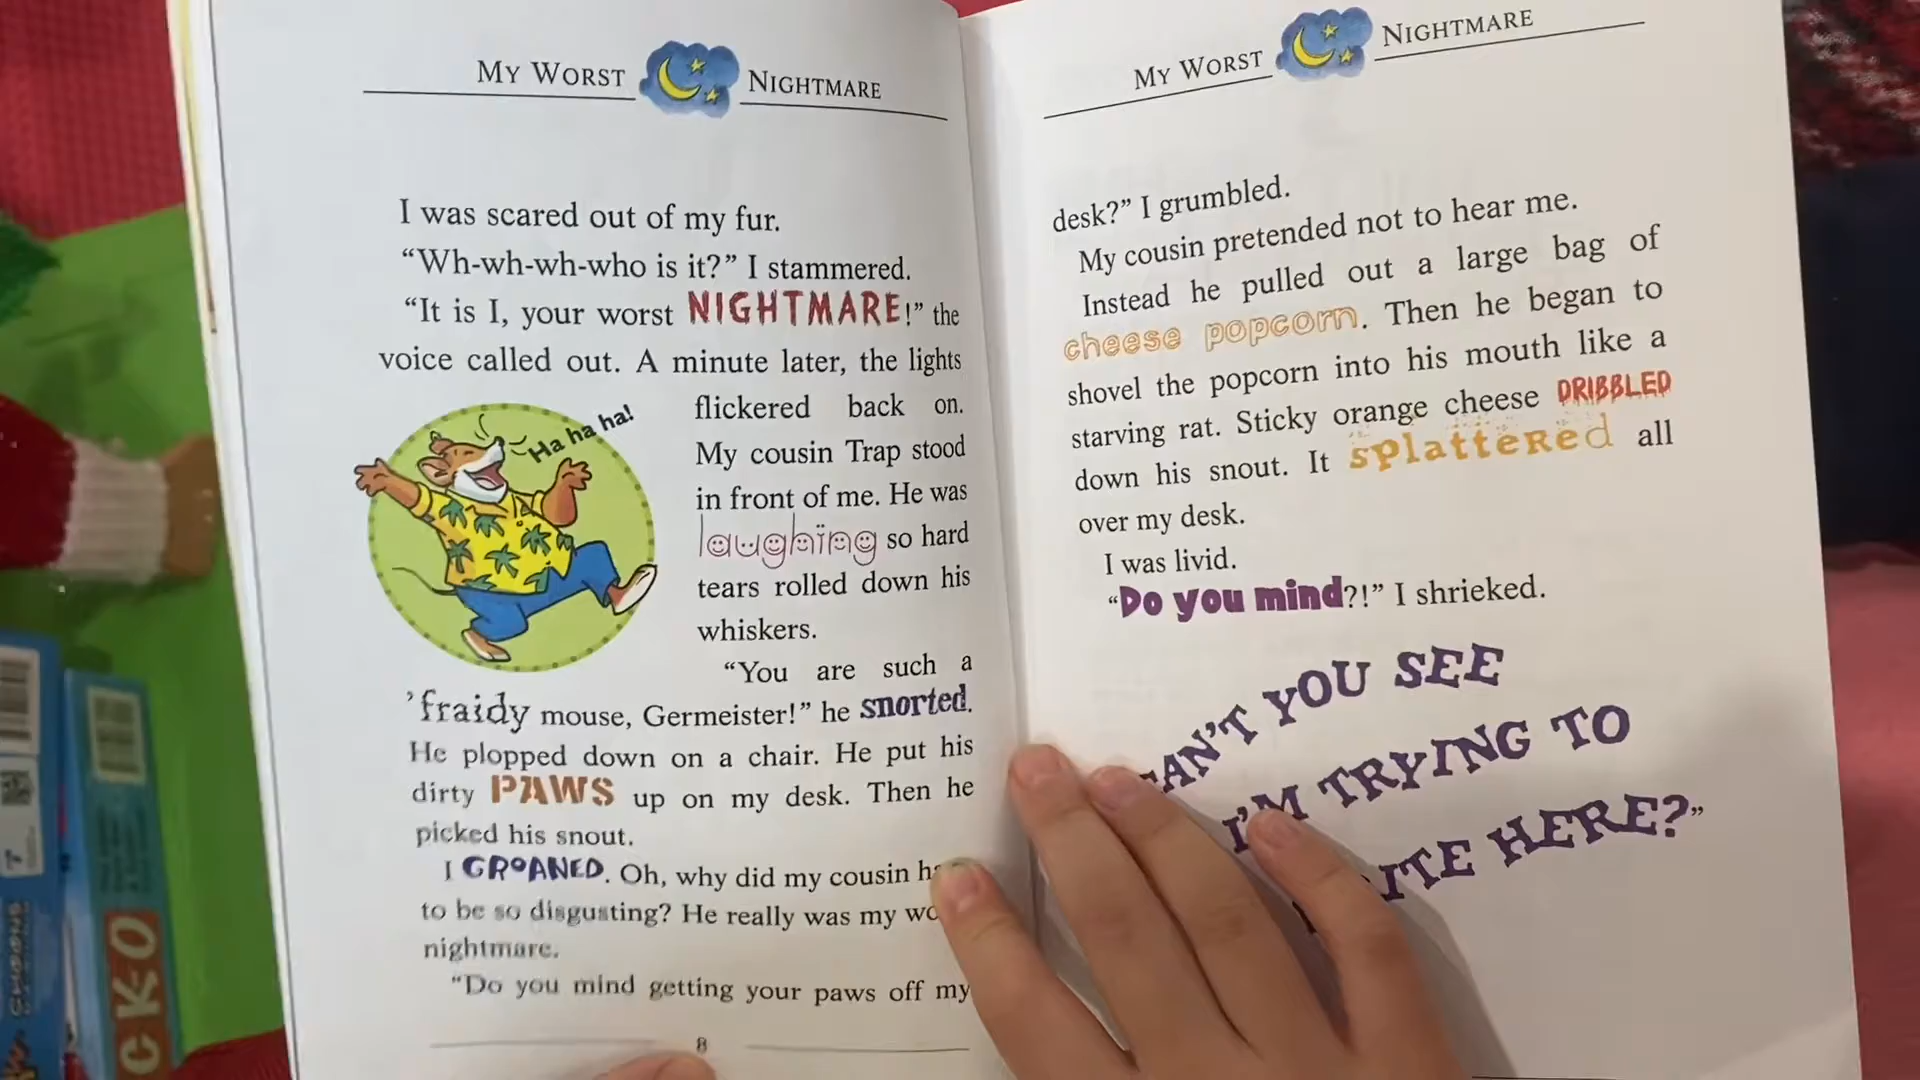 MY WORST NIGHTMARE
I was scared out of my fur.
“Wh-wh-wh-who is it?” I stammered.
“It is I, your worst NIGHTMARE!” the
voice called out. A minute later, the lights
flickered back on.
My cousin Trap stood
in front of me. He was
laughing so hard
tears rolled down his
whiskers.
Ha ha ha!
“You are such a
’fraidy mouse, Germeister!” he snorted.
He plopped down on a chair. He put his
dirty PAWS up on my desk. Then he
picked his snout.
I GROANED. Oh, why did my cousin
to be so disgusting? He really was my
nightmare.
“Do you mind getting your paws off my
8
MY WORST NIGHTMARE
desk?” I grumbled.
My cousin pretended not to hear me.
Instead he pulled out a large bag of
cheese popcorn. Then he began to
shovel the popcorn into his mouth like a
starving rat. Sticky orange cheese DRIBBLED
down his snout. It splattered all
over my desk.
I was livid.
“Do you mind?!” I shrieked.
CAN’T YOU SEE
I’M TRYING TO
HERE?”
CKO